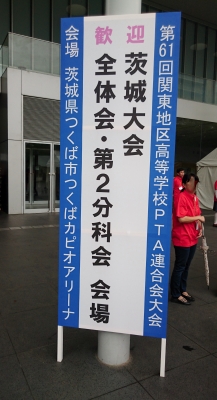 第61回関東地区高等学校PTA連合会大会
歓迎
茨城大会
全体会・第2分科会 会場
会場 茨城県つくば市つくばカピオアリーナ